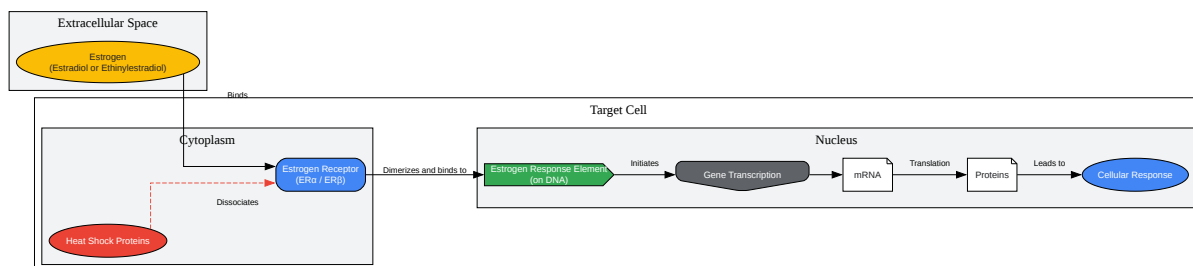 Extracellular Space
Estrogen
(Estradiol or Ethinylestradiol)
Binds
Target Cell
Cytoplasm
Nucleus
Estrogen Receptor
(ERα / ERβ)
Dimerizes and binds to
Estrogen Response Element
(on DNA)
Initiates
Gene Transcription
mRNA
Translation
Proteins
Leads to
Cellular Response
Dissociates
Heat Shock Proteins